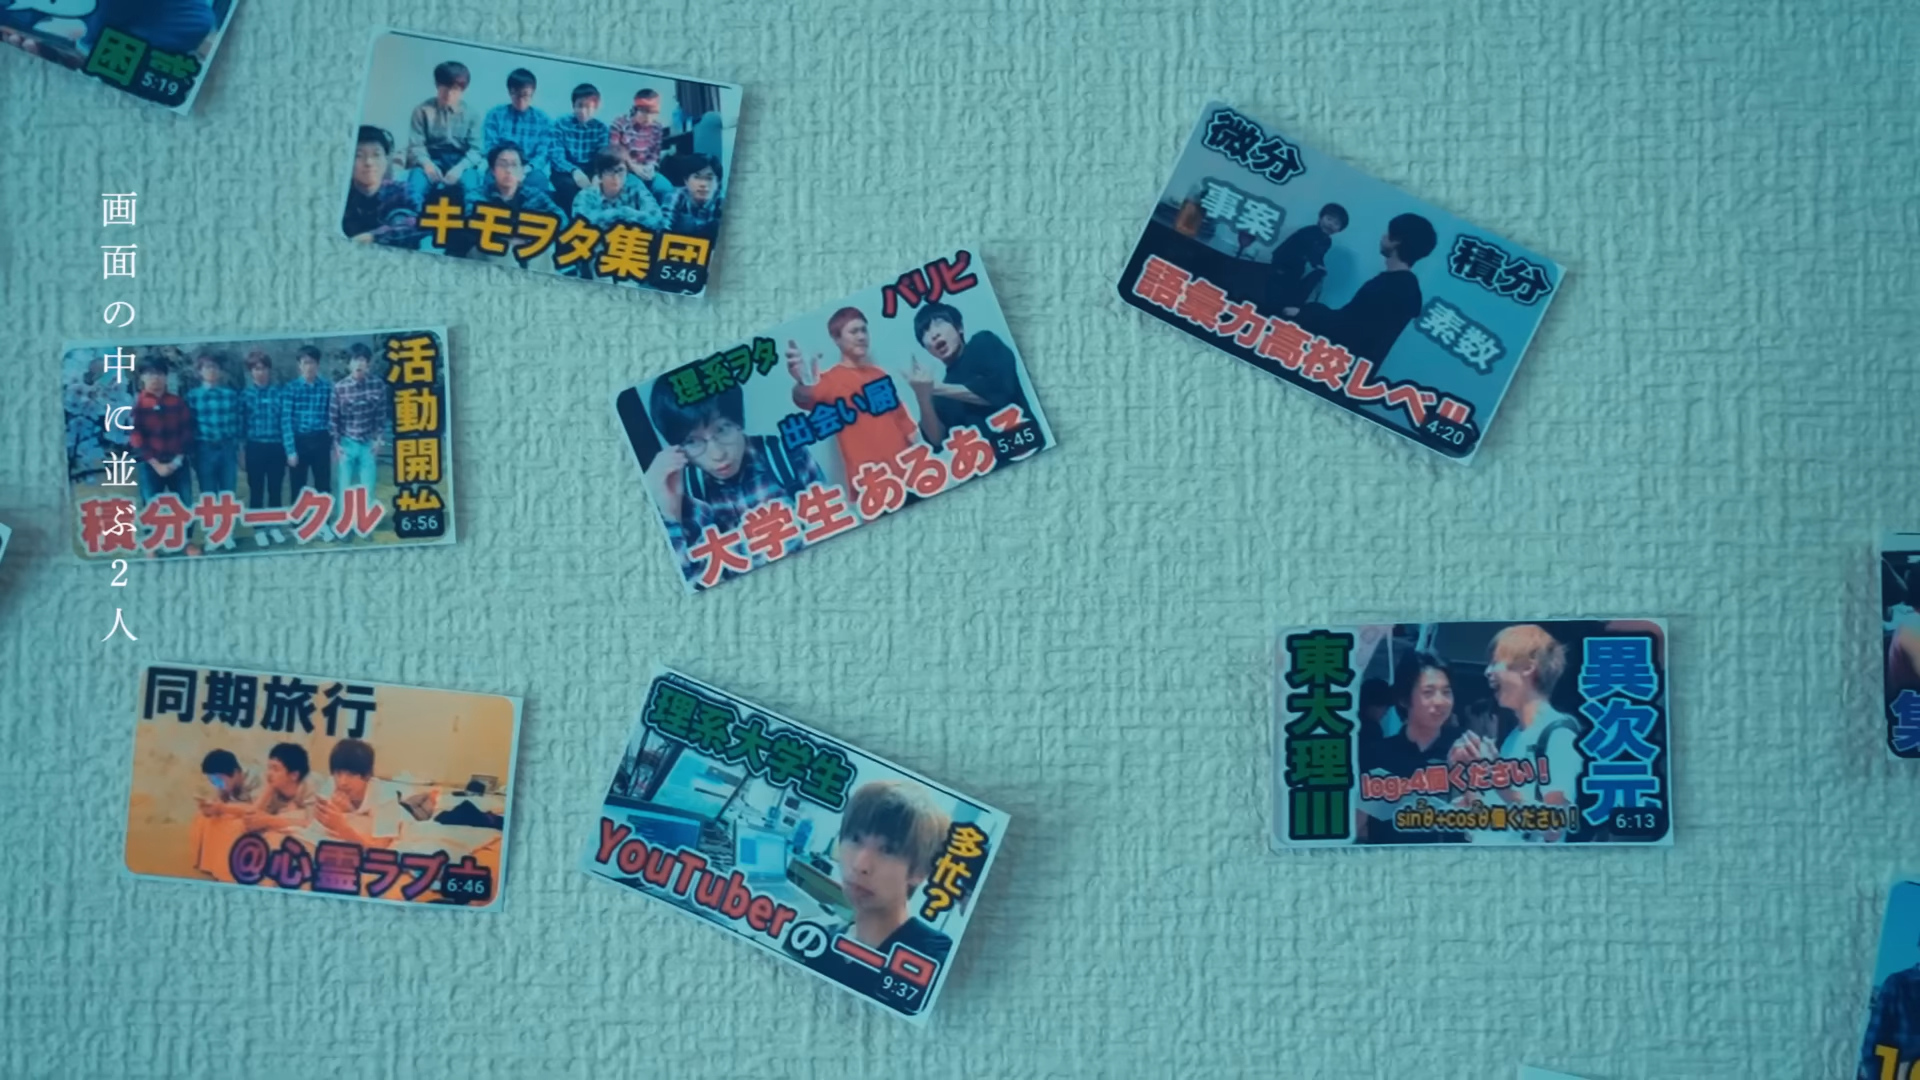 画面の中に並ぶ2人
5:19
キモヲタ集団
5:46
微分
事案
積分
素数
語彙力高校レベル
4:20
活動開始
積分サークル
6:56
パリピ
理系ヲタ
出会い厨
大学生あるある
5:45
同期旅行
@心霊ラブホ
6:46
理系大学生
多忙?
YouTuberの一日
9:37
東大理III
異次元
log₂4個ください!
sin²θ+cos²θ個ください!
6:13